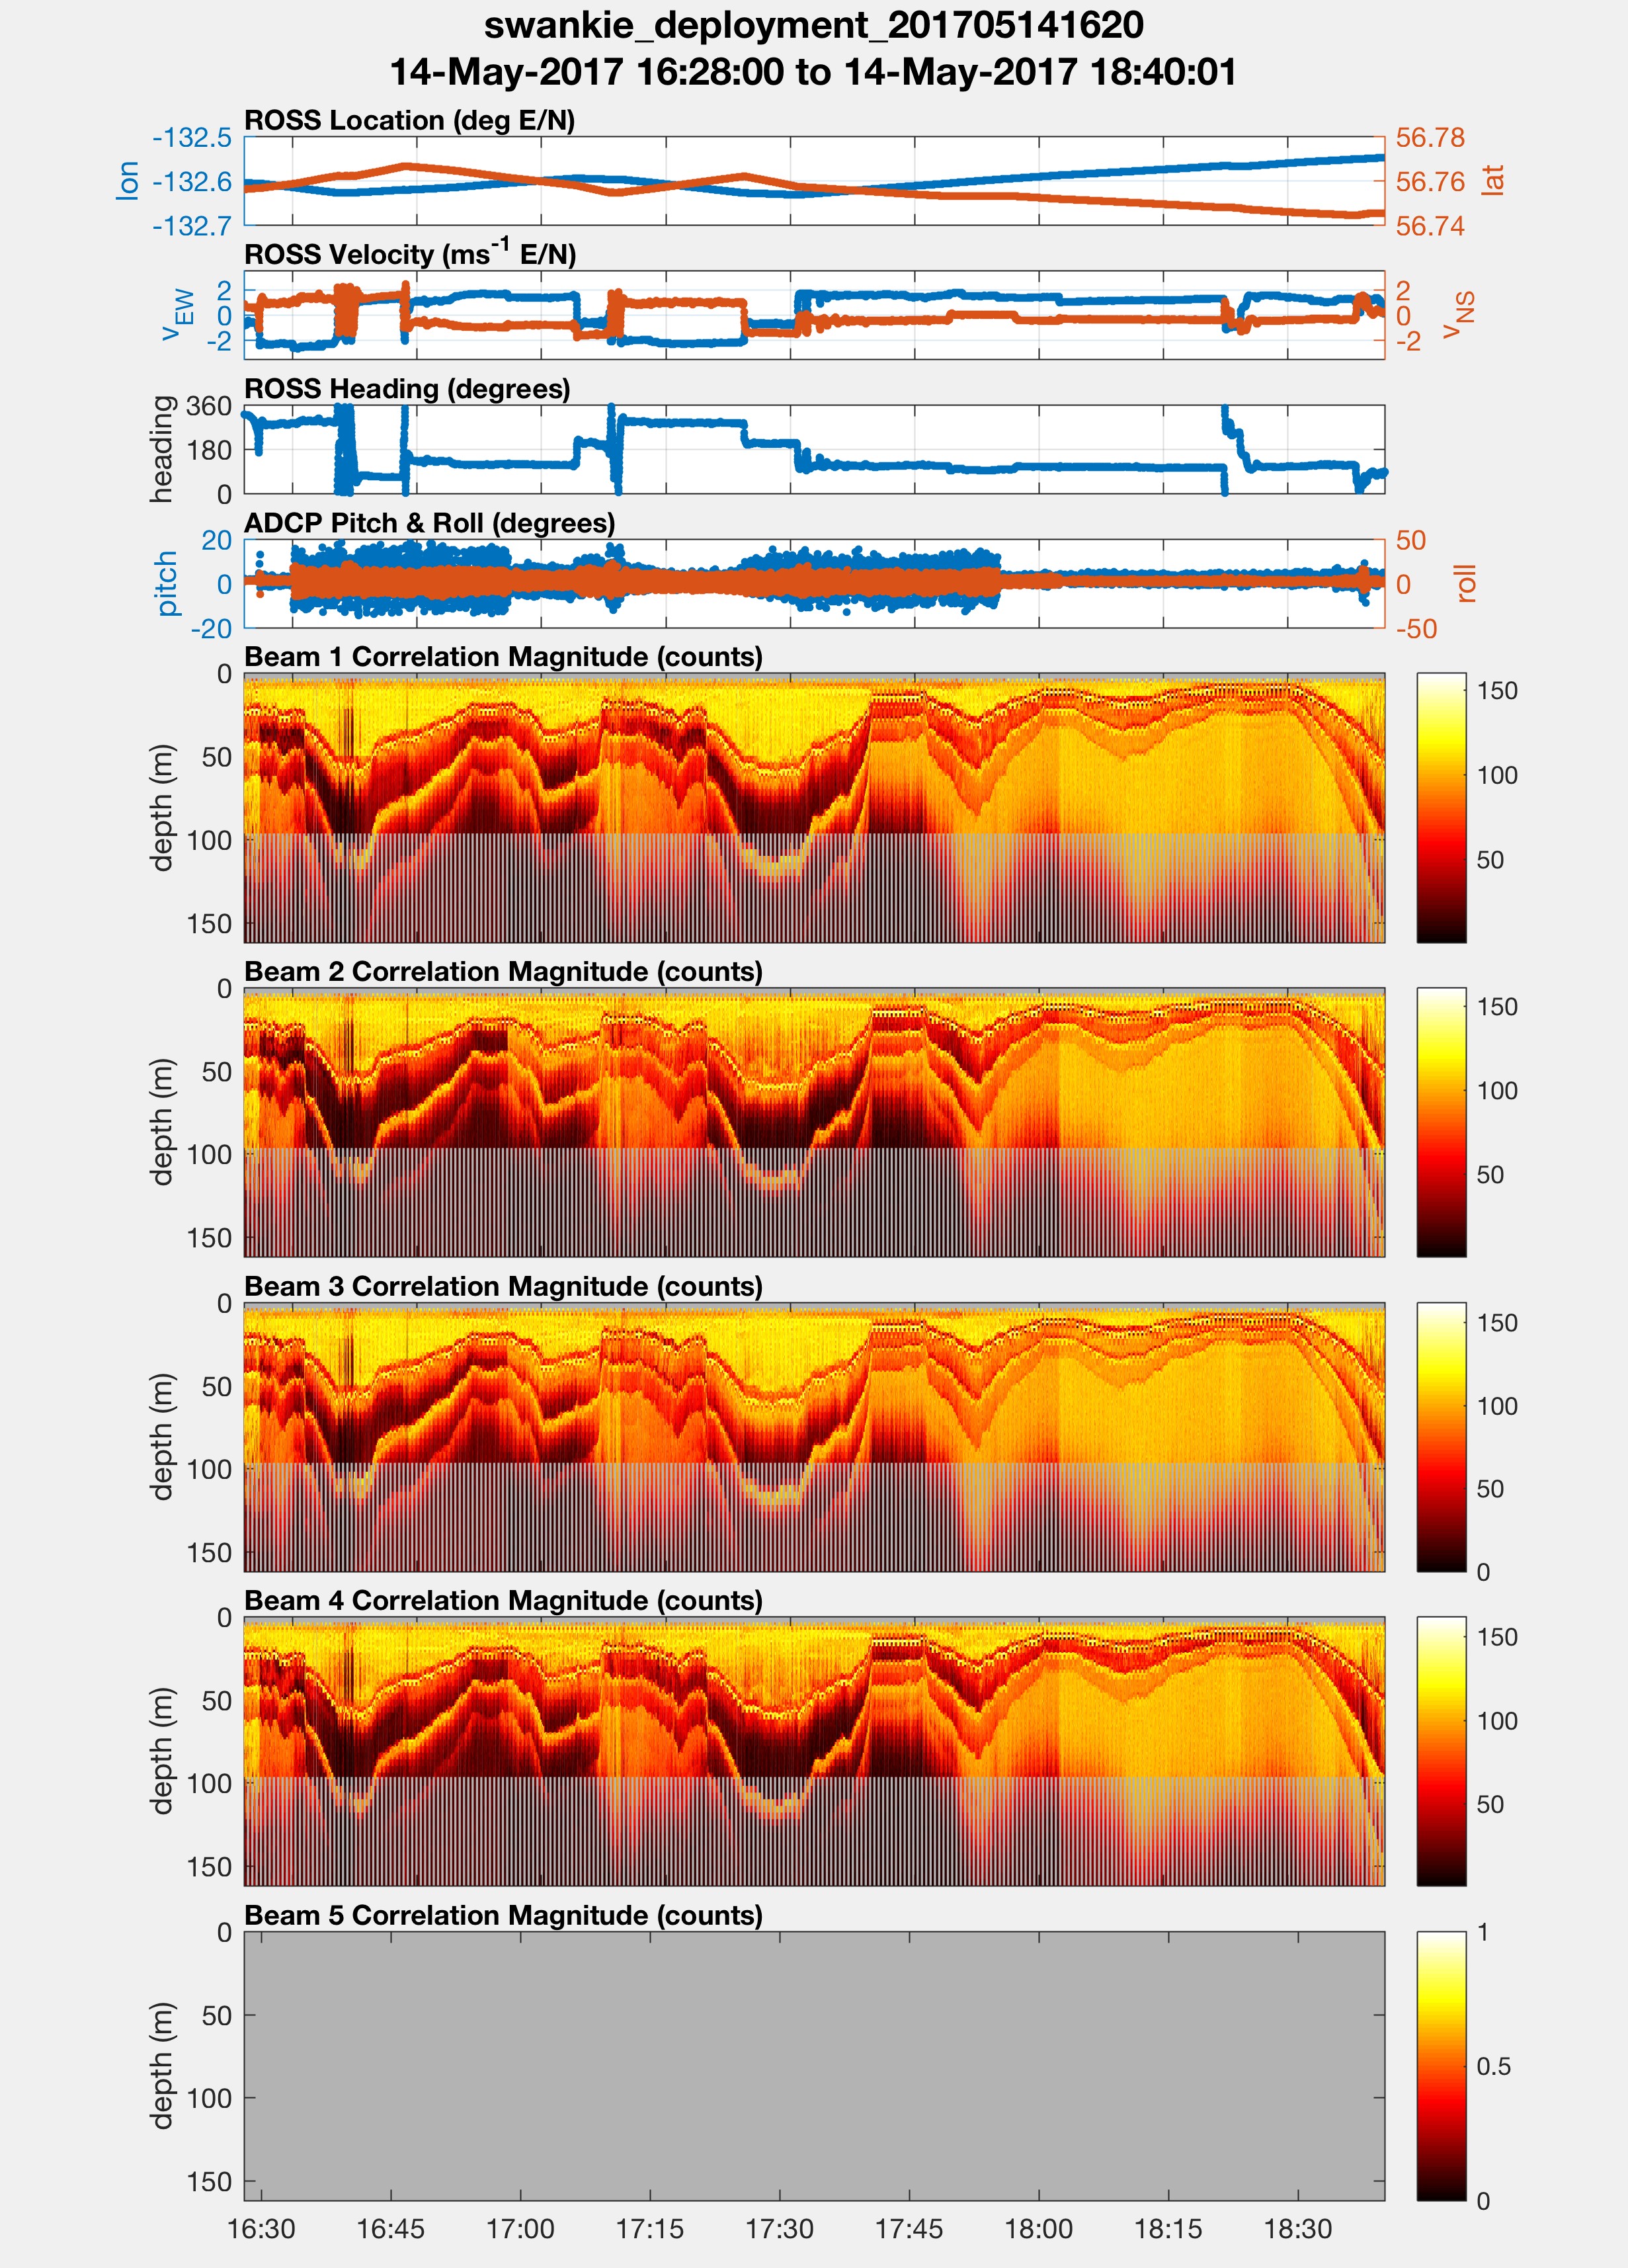 swankie_deployment_201705141620
14-May-2017 16:28:00 to 14-May-2017 18:40:01
ROSS Location (deg E/N)
-132.5
-132.6
-132.7
lon
56.78
56.76
56.74
lat
ROSS Velocity (ms-1 E/N)
2
0
-2
vEW
2
0
-2
vNS
ROSS Heading (degrees)
360
180
0
heading
ADCP Pitch & Roll (degrees)
20
0
-20
pitch
50
0
-50
roll
Beam 1 Correlation Magnitude (counts)
0
50
100
150
depth (m)
150
100
50
Beam 2 Correlation Magnitude (counts)
0
50
100
150
depth (m)
150
100
50
Beam 3 Correlation Magnitude (counts)
0
50
100
150
depth (m)
150
100
50
0
Beam 4 Correlation Magnitude (counts)
0
50
100
150
depth (m)
150
100
50
Beam 5 Correlation Magnitude (counts)
0
50
100
150
depth (m)
1
0.5
0
16:30 16:45 17:00 17:15 17:30 17:45 18:00 18:15 18:30